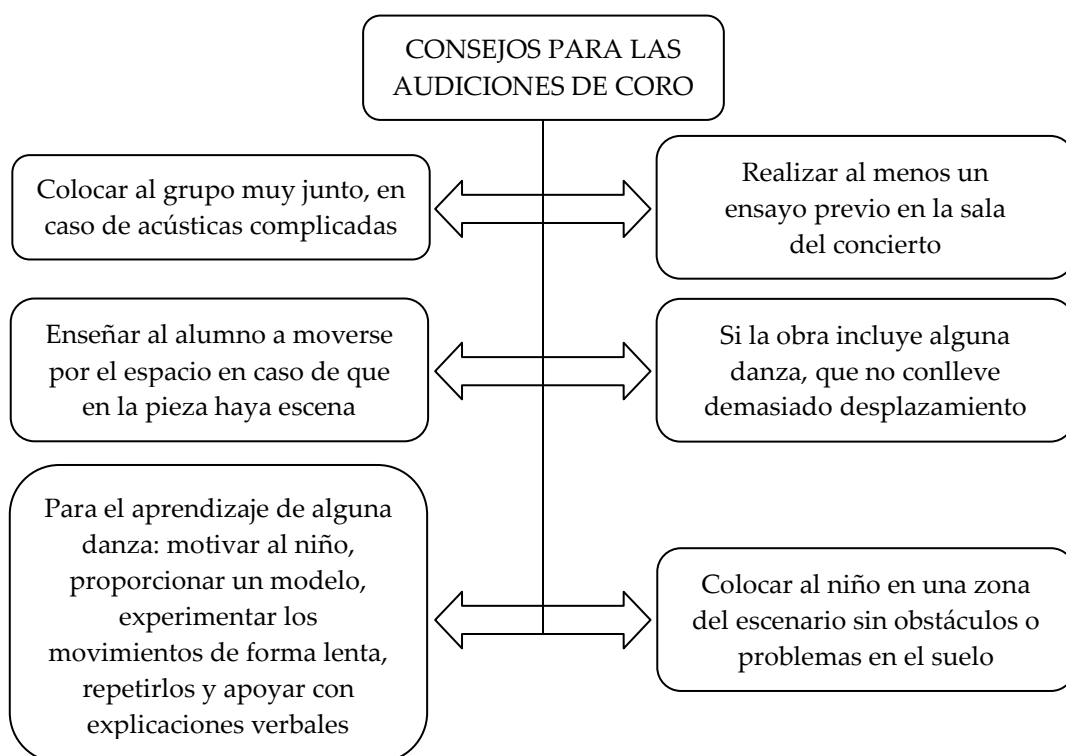 CONSEJOS PARA LAS
AUDICIONES DE CORO
Colocar al grupo muy junto, en
caso de acústicas complicadas
Realizar al menos un
ensayo previo en la sala
del concierto
Enseñar al alumno a moverse
por el espacio en caso de que
en la pieza haya escena
Si la obra incluye alguna
danza, que no conlleve
demasiado desplazamiento
Para el aprendizaje de alguna
danza: motivar al niño,
proporcionar un modelo,
experimentar los
movimientos de forma lenta,
repetirlos y apoyar con
explicaciones verbales
Colocar al niño en una zona
del escenario sin obstáculos o
problemas en el suelo